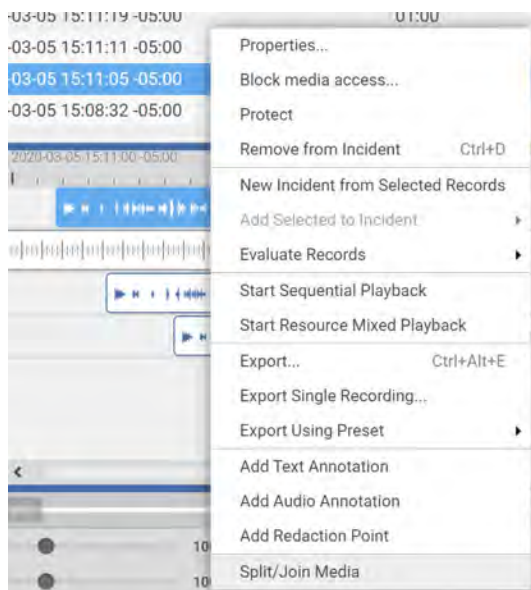 -03-05 15:11:19 -05:00 01:00
-03-05 15:11:11 -05:00
-03-05 15:11:05 -05:00
-03-05 15:08:32 -05:00
2020-03-05 15:11:00 -05:00
Properties...
Block media access...
Protect
Remove from Incident Ctrl+D
New Incident from Selected Records
Add Selected to Incident
Evaluate Records
Start Sequential Playback
Start Resource Mixed Playback
Export... Ctrl+Alt+E
Export Single Recording...
Export Using Preset
Add Text Annotation
Add Audio Annotation
Add Redaction Point
10
Split/Join Media
10